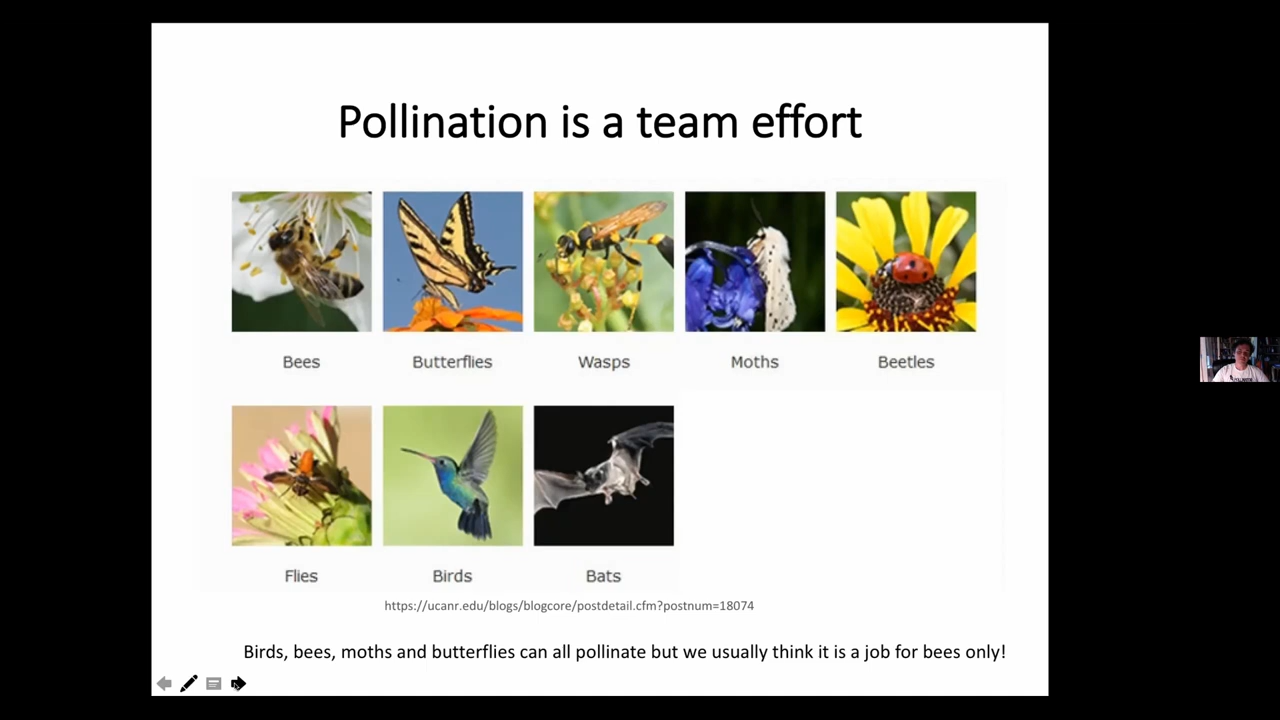 Pollination is a team effort
Bees Butterflies Wasps Moths Beetles
Flies Birds Bats
https://ucanr.edu/blogs/blogcore/postdetail.cfm?postnum=18074
Birds, bees, moths and butterflies can all pollinate but we usually think it is a job for bees only!